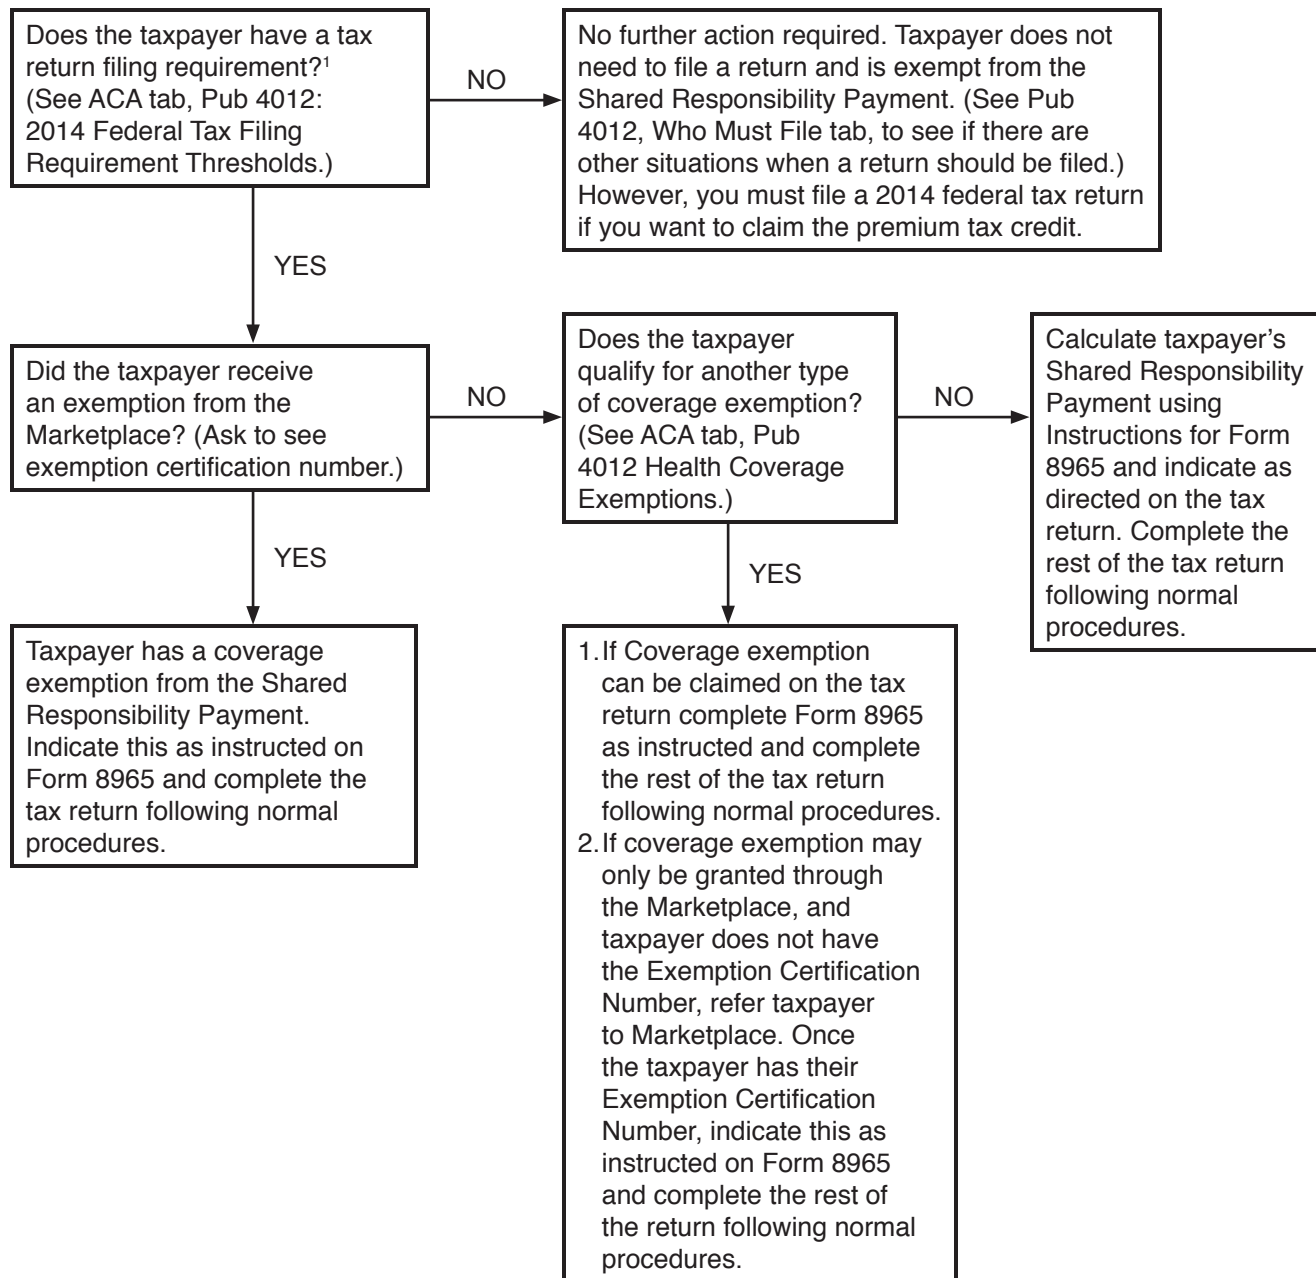 Does the taxpayer have a tax
return filing requirement?¹
(See ACA tab, Pub 4012:
2014 Federal Tax Filing
Requirement Thresholds.)
NO
No further action required. Taxpayer does not
need to file a return and is exempt from the
Shared Responsibility Payment. (See Pub
4012, Who Must File tab, to see if there are
other situations when a return should be filed.)
However, you must file a 2014 federal tax return
if you want to claim the premium tax credit.
YES
Did the taxpayer receive
an exemption from the
Marketplace? (Ask to see
exemption certification number.)
NO
Does the taxpayer
qualify for another type
of coverage exemption?
(See ACA tab, Pub
4012 Health Coverage
Exemptions.)
NO
Calculate taxpayer’s
Shared Responsibility
Payment using
Instructions for Form
8965 and indicate as
directed on the tax
return. Complete the
rest of the tax return
following normal
procedures.
YES
Taxpayer has a coverage
exemption from the Shared
Responsibility Payment.
Indicate this as instructed on
Form 8965 and complete the
tax return following normal
procedures.
YES
1. If Coverage exemption
can be claimed on the tax
return complete Form 8965
as instructed and complete
the rest of the tax return
following normal procedures.
2. If coverage exemption may
only be granted through
the Marketplace, and
taxpayer does not have
the Exemption Certification
Number, refer taxpayer
to Marketplace. Once
the taxpayer has their
Exemption Certification
Number, indicate this as
instructed on Form 8965
and complete the rest of
the return following normal
procedures.